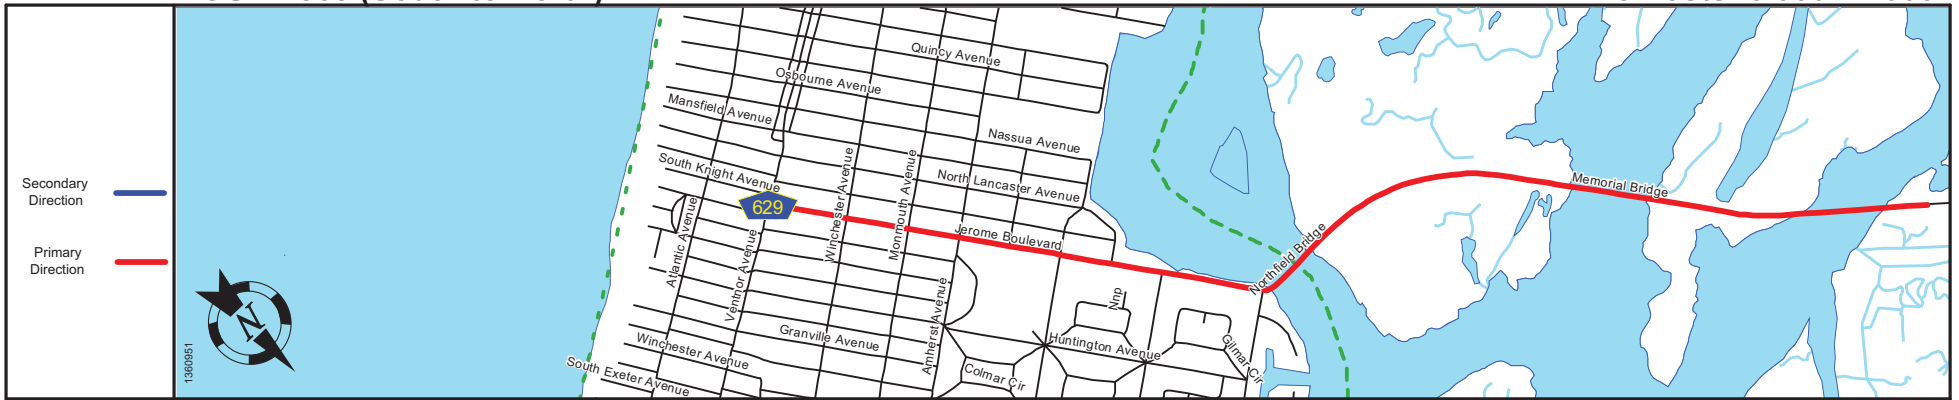 Secondary
Direction
Primary
Direction
1360951
N
Quincy Avenue
Osbourne Avenue
Mansfield Avenue
Nassua Avenue
South Knight Avenue
North Lancaster Avenue
629
Winchester Avenue
Monmouth Avenue
Atlantic Avenue
Ventnor Avenue
Jerome Boulevard
Northfield Bridge
Memorial Bridge
Amherst Avenue
Granville Avenue
Winchester Avenue
South Exeter Avenue
Colmar Cir
Huntington Avenue
Gilmar Cir